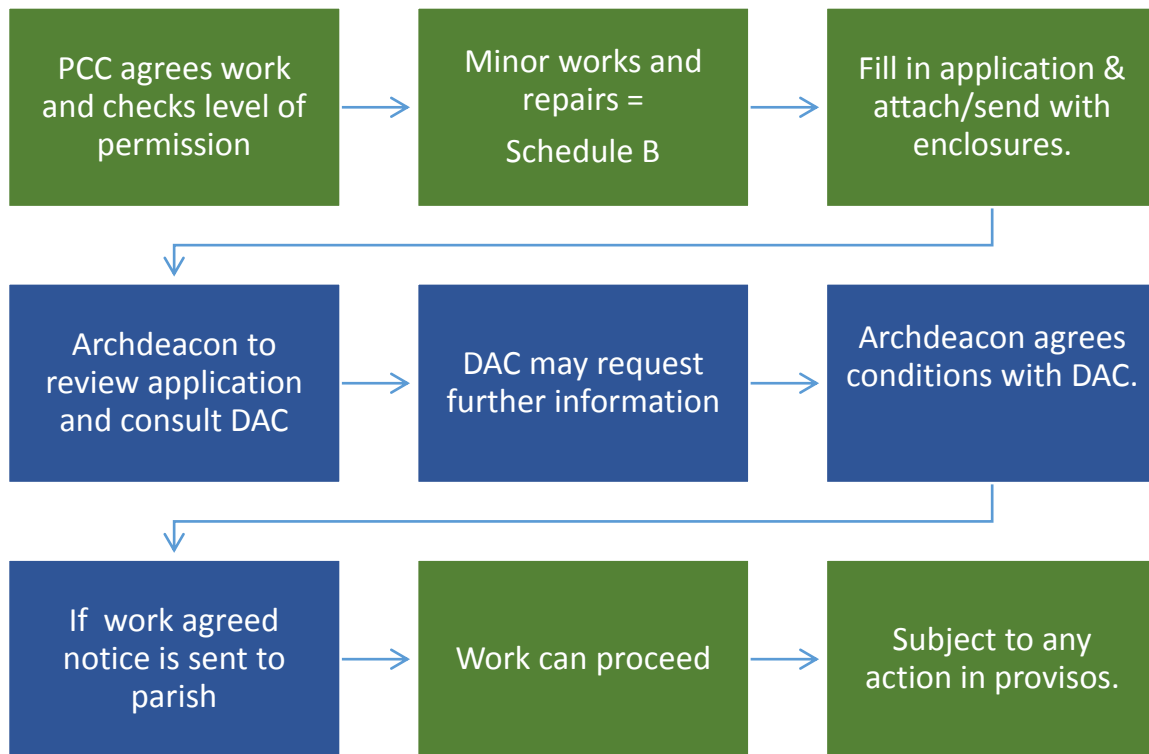 PCC agrees work
and checks level of
permission
Minor works and
repairs =
Schedule B
Fill in application &
attach/send with
enclosures.
Archdeacon to
review application
and consult DAC
DAC may request
further information
Archdeacon agrees
conditions with DAC.
If  work agreed
notice is sent to
parish
Work can proceed
Subject to any
action in provisos.